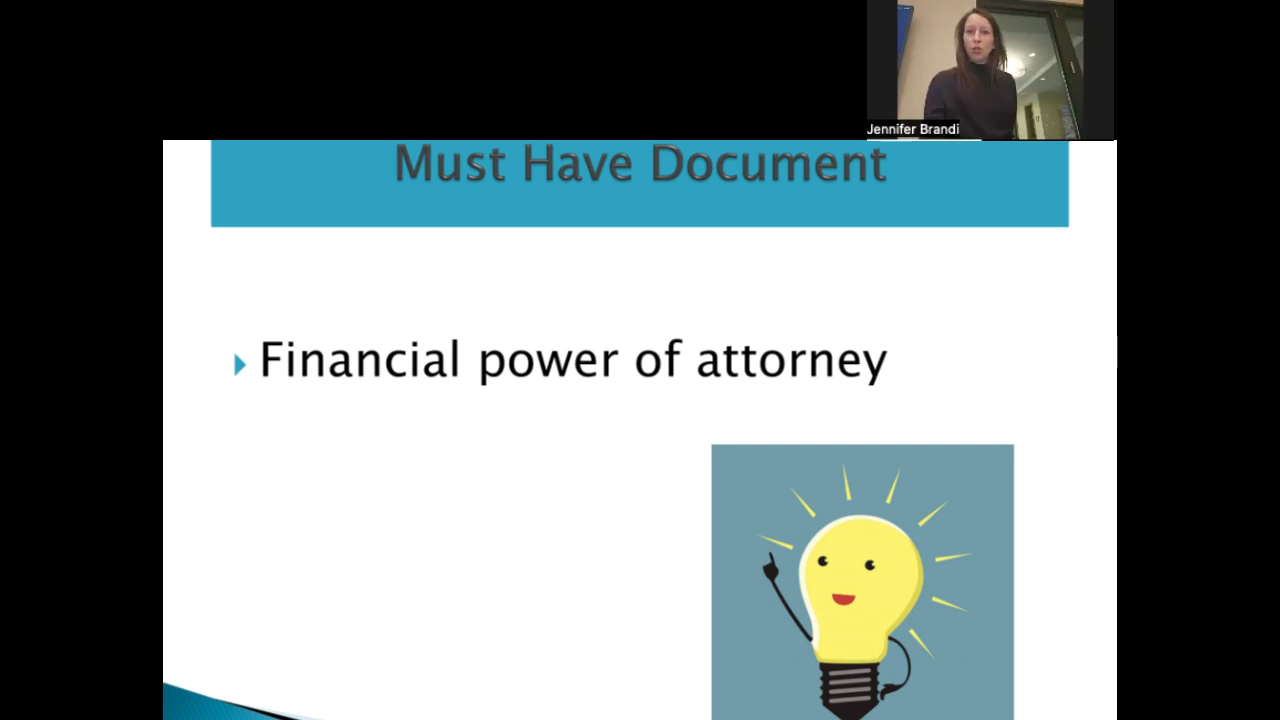 Jennifer Brandi
Must Have Document
Financial power of attorney